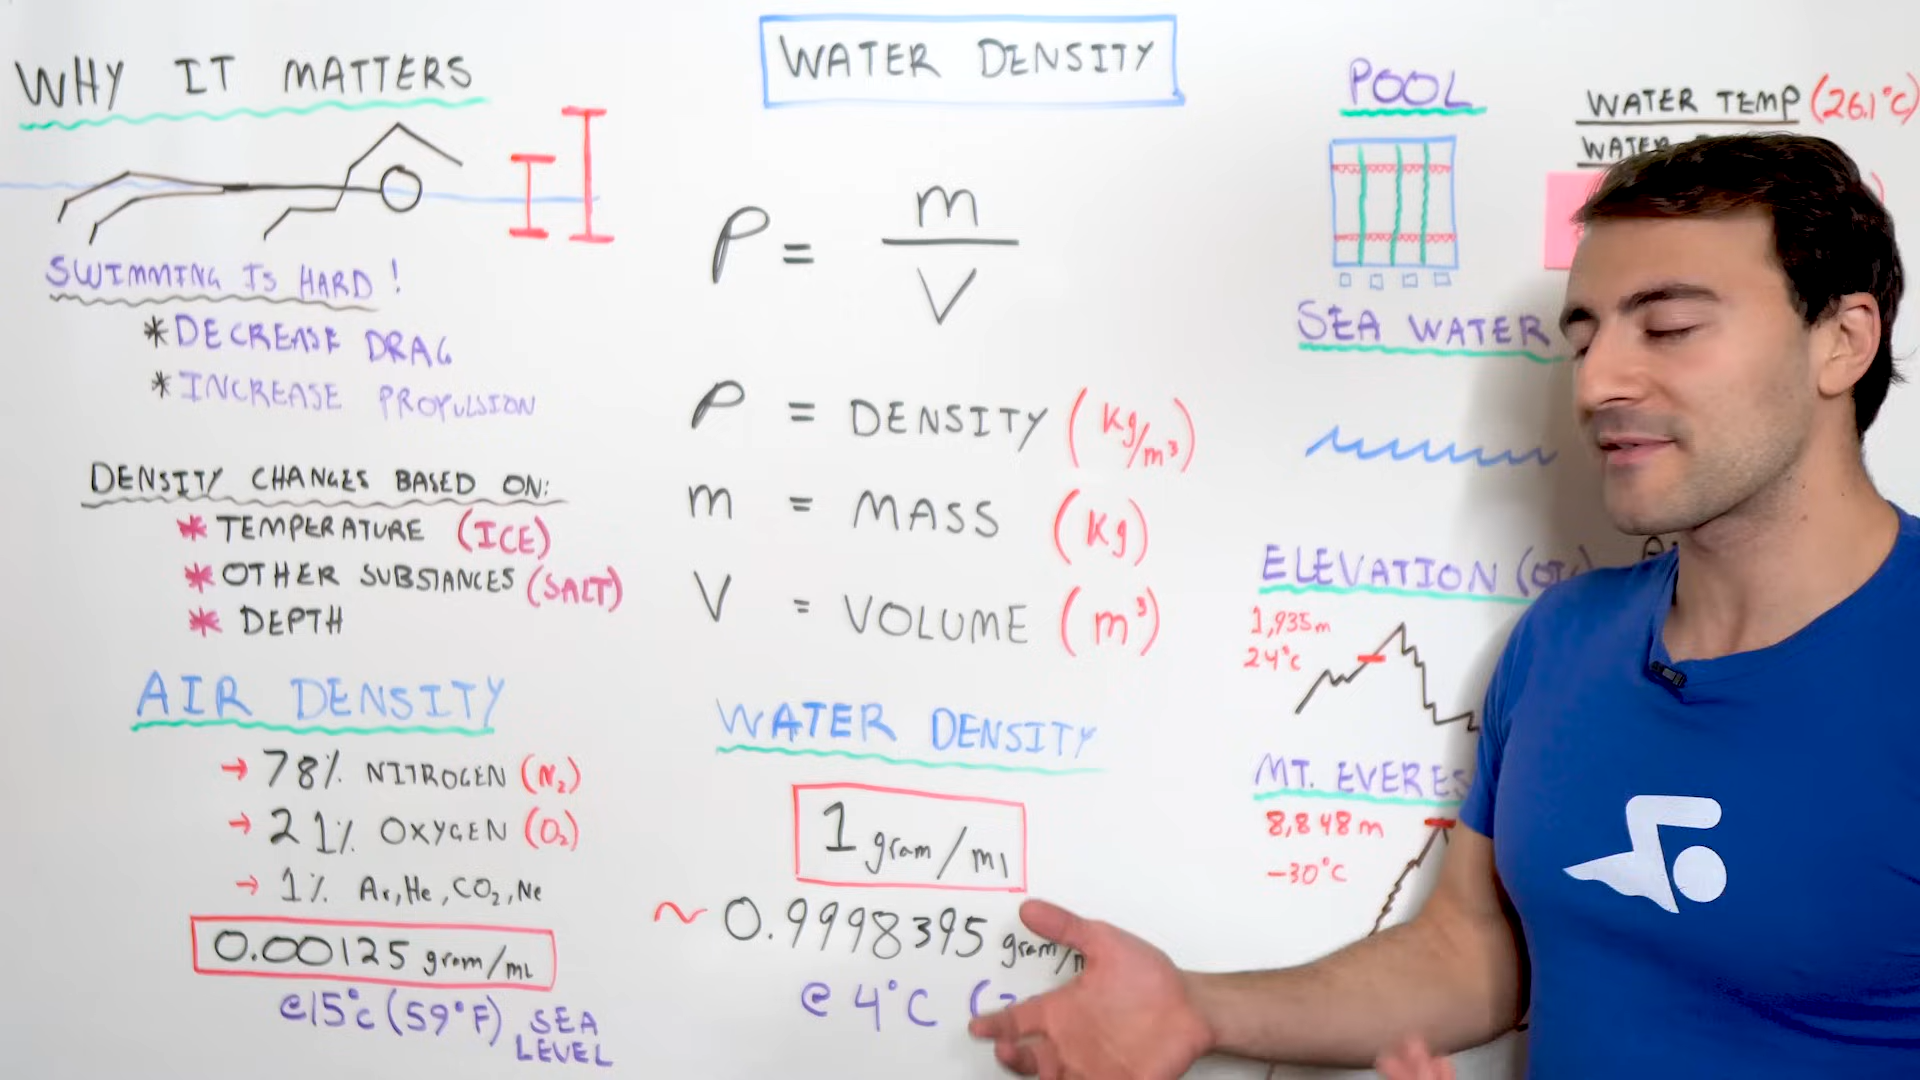 WHY IT MATTERS
SWIMMING IS HARD!
*DECREASE DRAG
*INCREASE PROPULSION
DENSITY CHANGES BASED ON:
* TEMPERATURE (ICE)
* OTHER SUBSTANCES (SALT)
* DEPTH
AIR DENSITY
→ 78% NITROGEN (N₂)
→ 21% OXYGEN (O₂)
→ 1% Ar, He, CO₂, Ne
0.00125 gram/mL
@15°C (59°F) SEA
LEVEL
WATER DENSITY
ρ = m
V
ρ = DENSITY (Kg/m³)
m = MASS (Kg)
V = VOLUME (m³)
WATER DENSITY
1 gram/ml
~ 0.9998395 gram/
@ 4°C
POOL
WATER TEMP (26.1°C)
WATER
SEA WATER
ELEVATION
1,935m
24°C
MT.
8,848m
-30°C